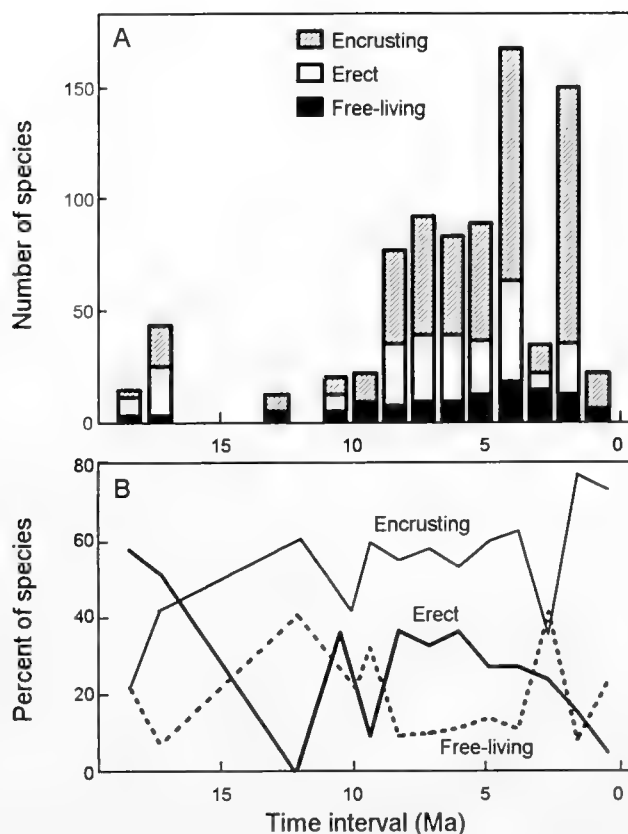 A
Encrusting
Erect
Free-living
Number of species
150
100
50
0
15
10
5
0
B
Encrusting
Erect
Free-living
Percent of species
80
60
40
20
0
15
10
5
0
Time interval (Ma)